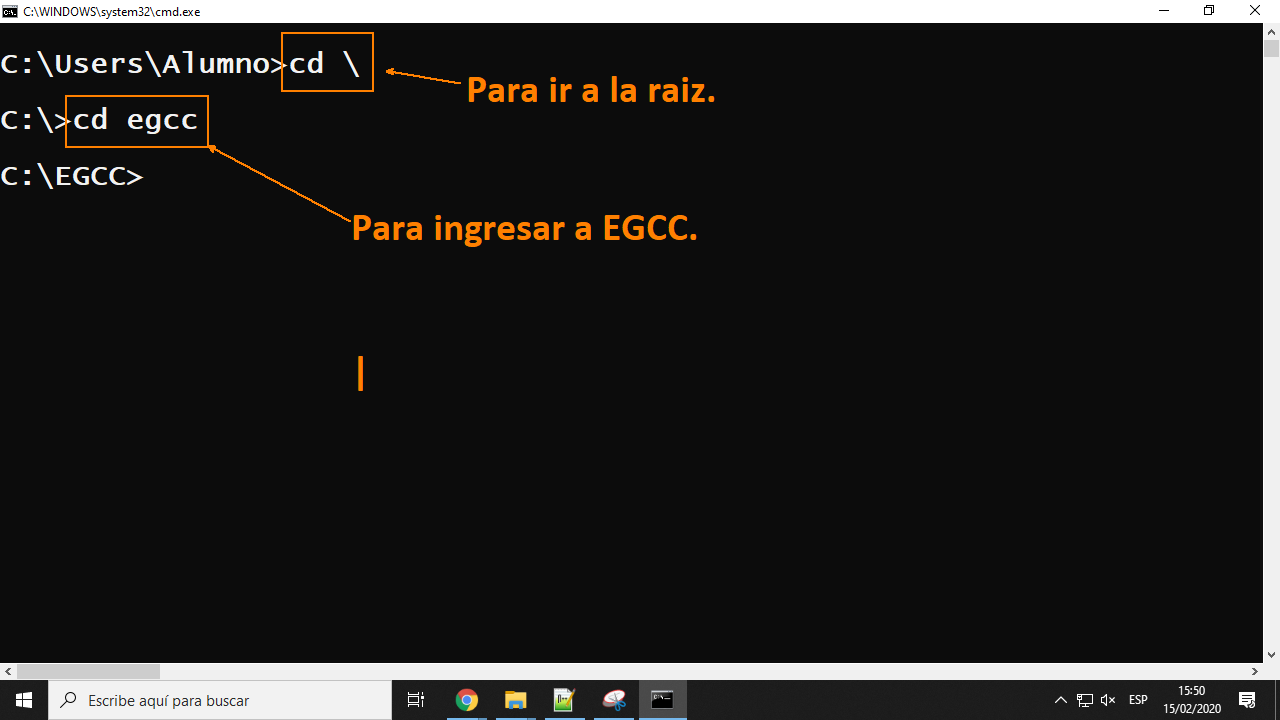 C:\WINDOWS\system32\cmd.exe
C:\Users\Alumno>cd \
Para ir a la raiz.
C:\>cd egcc
C:\EGCC>
Para ingresar a EGCC.
Escribe aquí para buscar
ESP
15:50
15/02/2020